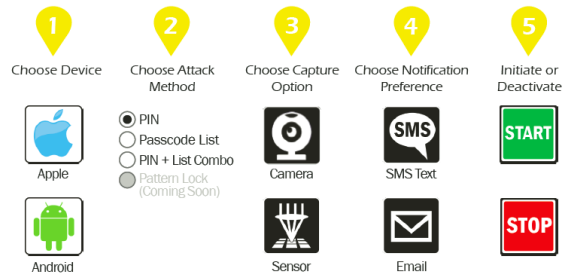 1
2
3
4
5
Choose Device
Choose Attack
Method
Choose Capture
Option
Choose Notification
Preference
Initiate or
Deactivate
Apple
Android
PIN
Passcode List
PIN + List Combo
Pattern Lock
(Coming Soon)
Camera
Sensor
SMS
SMS Text
Email
START
STOP